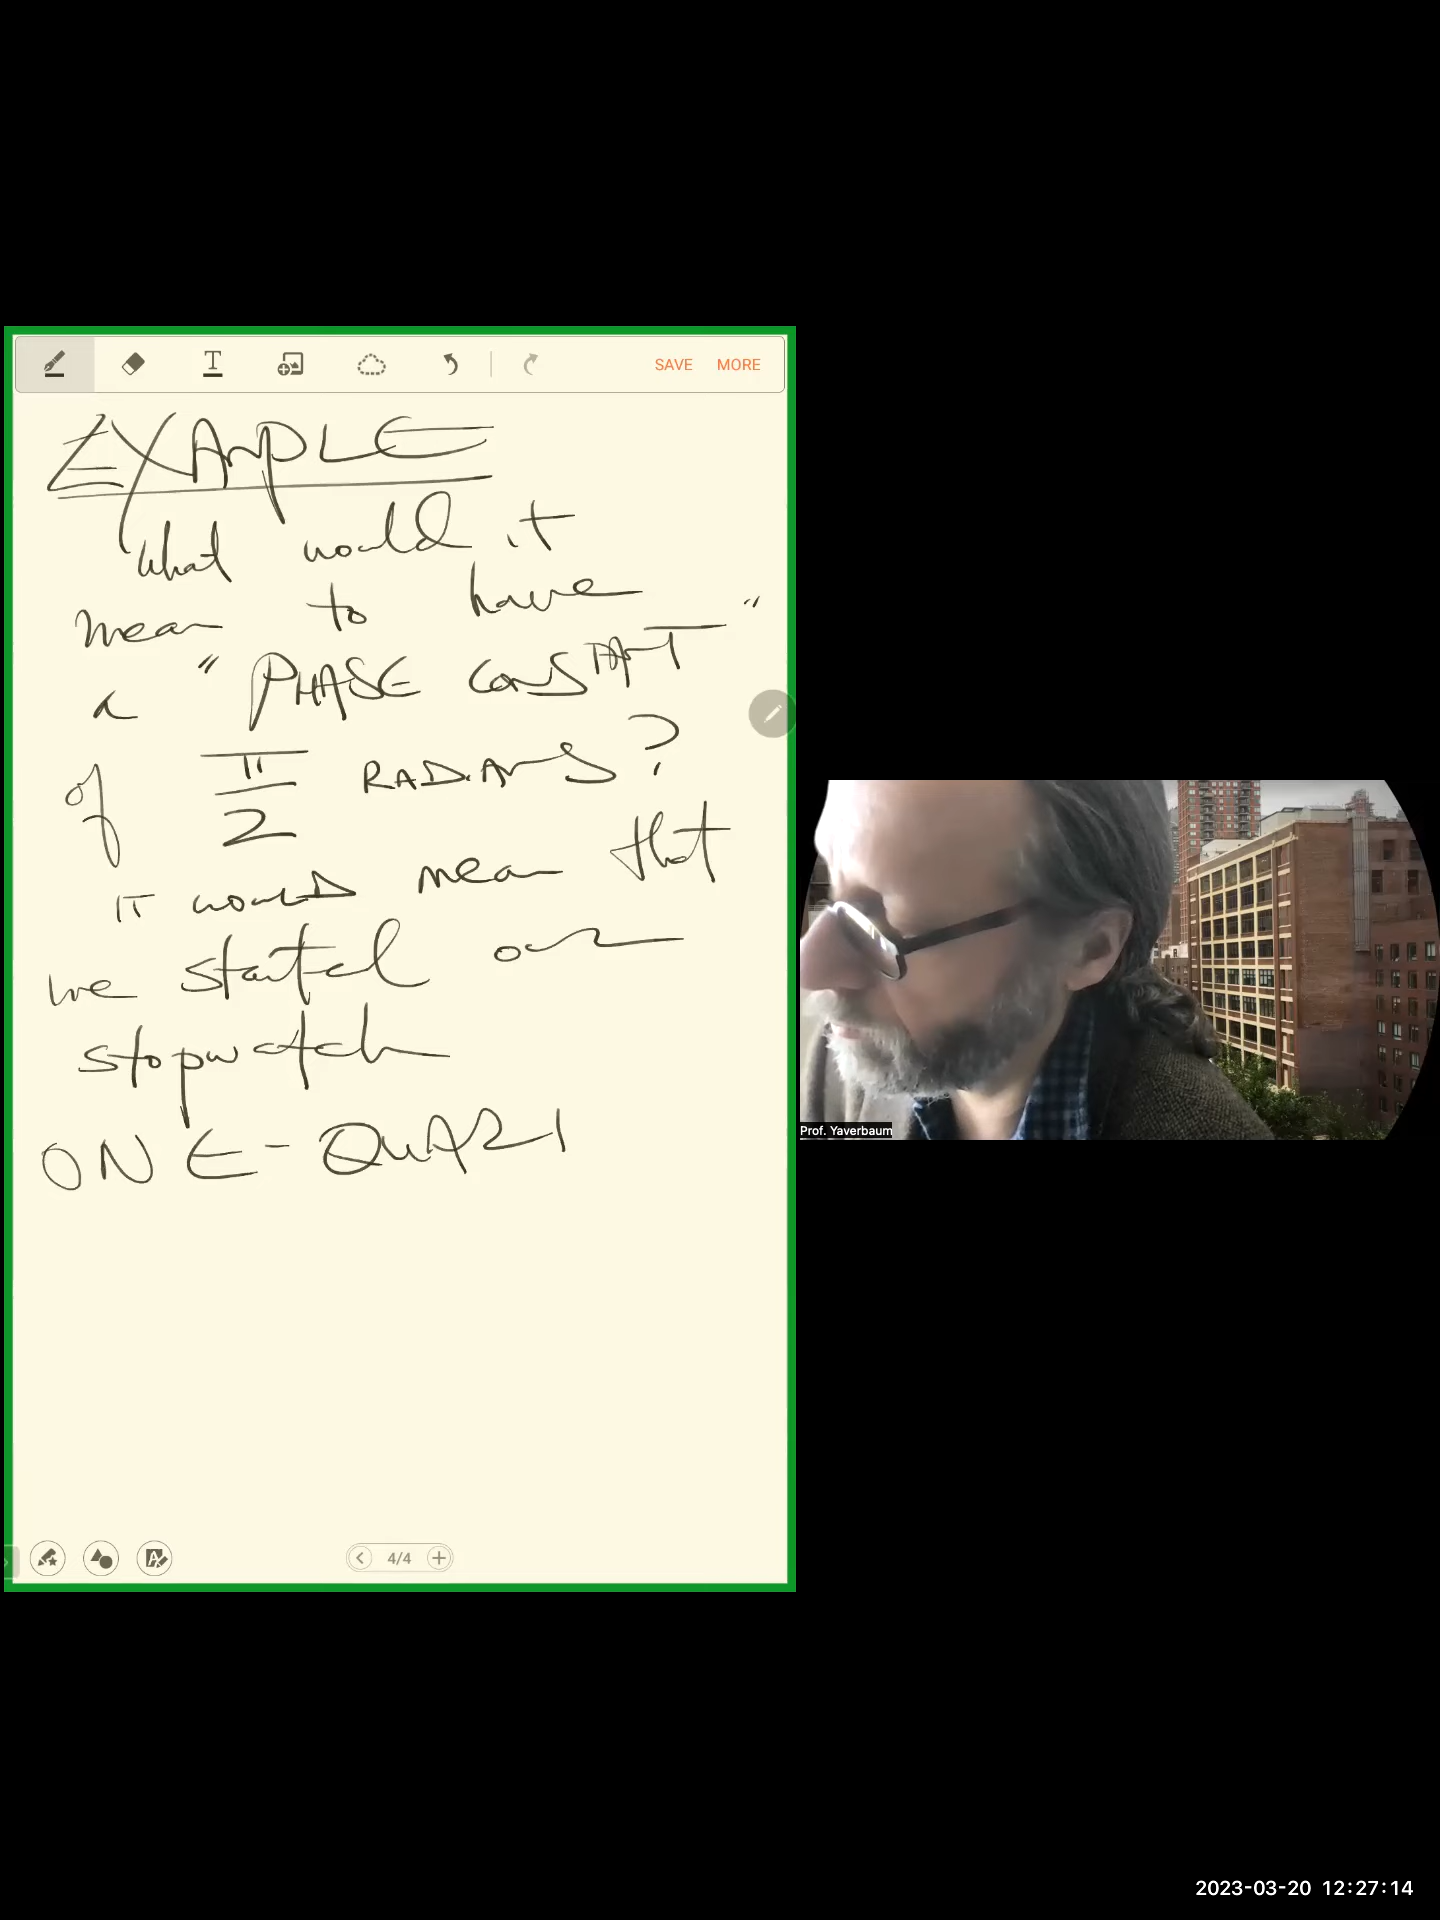 T
SAVE MORE
EXAMPLE
What would it
mean to have
a "PHASE CONSTANT"
of π/2 RADIANS?
IT would mean that
we started our
stopwatch
ONE-QUART
< 4/4 +
Prof. Yaverbaum
2023-03-20 12:27:14